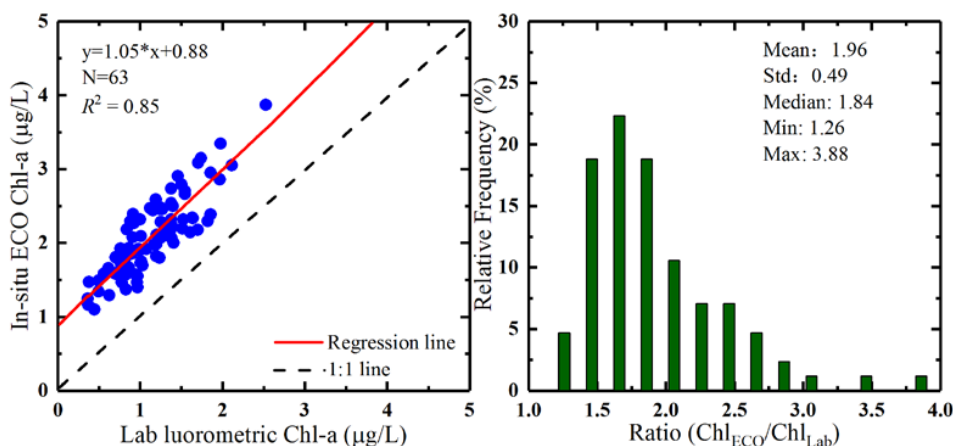 y=1.05*x+0.88
N=63
R² = 0.85
In-situ ECO Chl-a (μg/L)
5
4
3
2
1
0
Regression line
1:1 line
0 1 2 3 4 5
Lab luorometric Chl-a (μg/L)
Mean: 1.96
Std: 0.49
Median: 1.84
Min: 1.26
Max: 3.88
Relative Frequency (%)
30
25
20
15
10
5
0
1.0 1.5 2.0 2.5 3.0 3.5 4.0
Ratio (Chl_ECO/Chl_Lab)